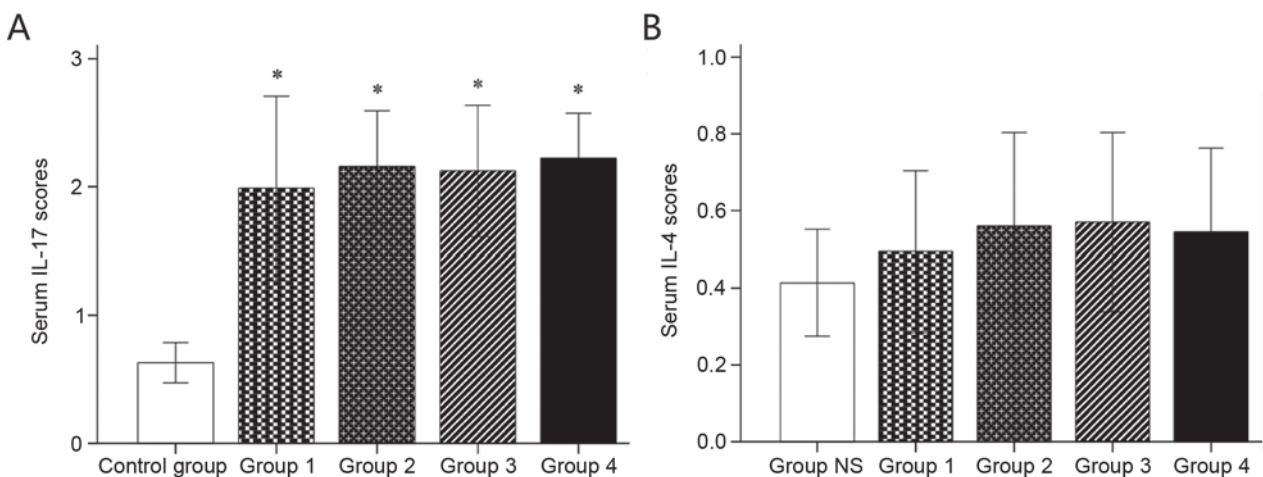 A
Serum IL-17 scores
3
2
1
0
* * * *
Control group Group 1 Group 2 Group 3 Group 4
B
Serum IL-4 scores
1.0
0.8
0.6
0.4
0.2
0.0
Group NS Group 1 Group 2 Group 3 Group 4